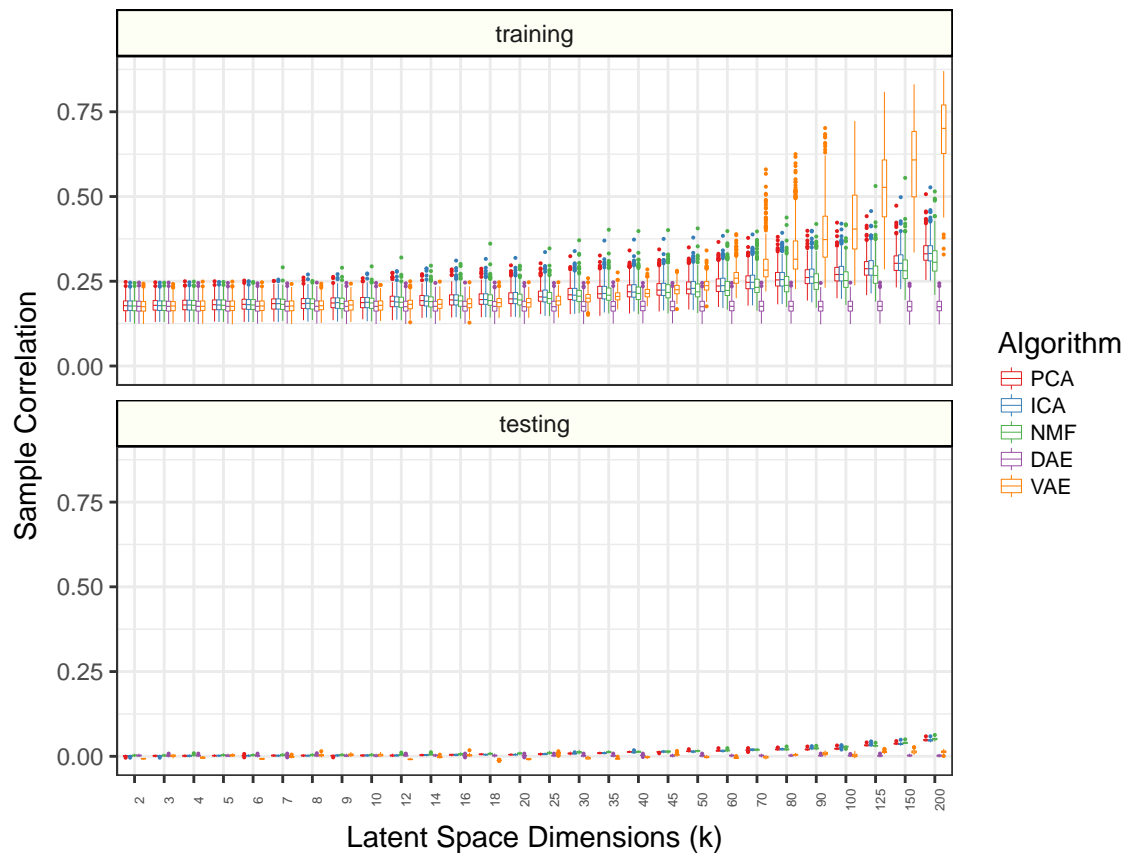 training
0.75
0.50
0.25
0.00
testing
0.75
0.50
0.25
0.00
Sample Correlation
2 3 4 5 6 7 8 9 10 12 14 16 18 20 25 30 35 40 45 50 60 70 80 90 100 125 150 200
Latent Space Dimensions (k)
Algorithm
PCA
ICA
NMF
DAE
VAE